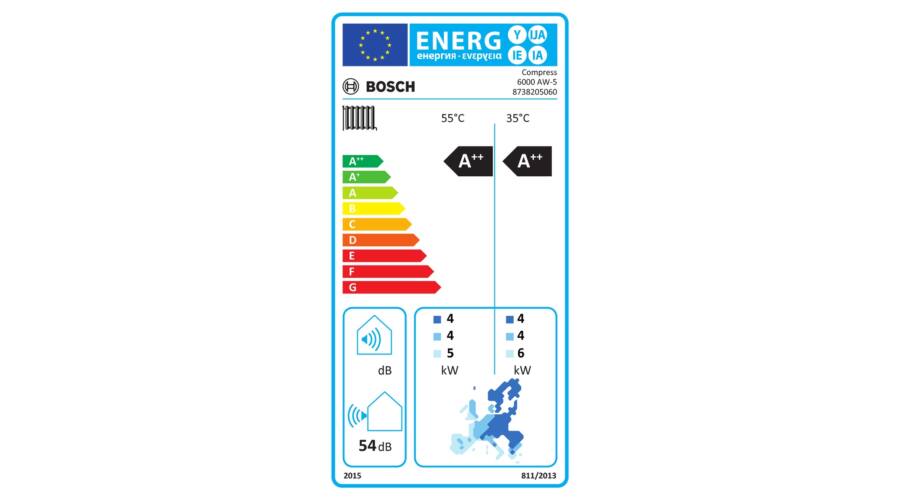 ENERG Y UA
енергия · ενεργεια IE IA
Compress
6000 AW-5
8738205060
BOSCH
55°C 35°C
A++ A++
A++
A+
A
B
C
D
E
F
G
4 4
4 4
5 6
kW kW
dB
54 dB
2015 811/2013